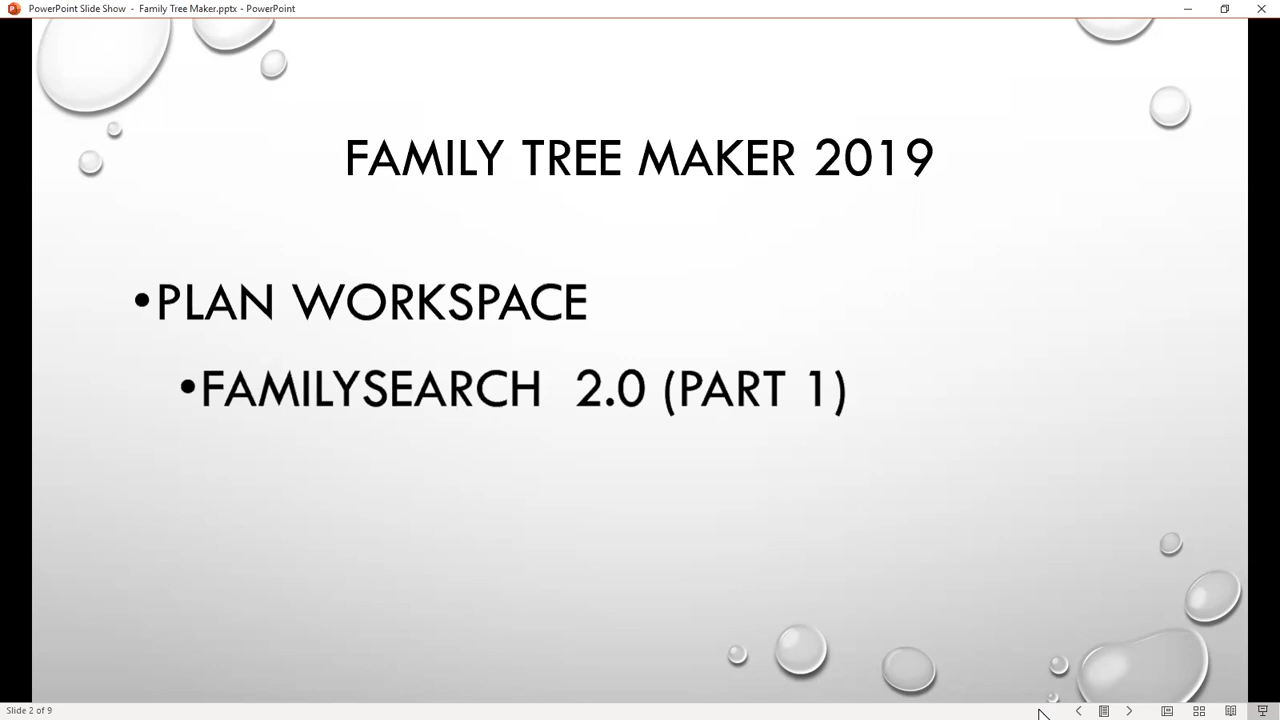 PowerPoint Slide Show - Family Tree Maker.pptx - PowerPoint
FAMILY TREE MAKER 2019
•PLAN WORKSPACE
•FAMILYSEARCH 2.0 (PART 1)
Slide 2 of 9